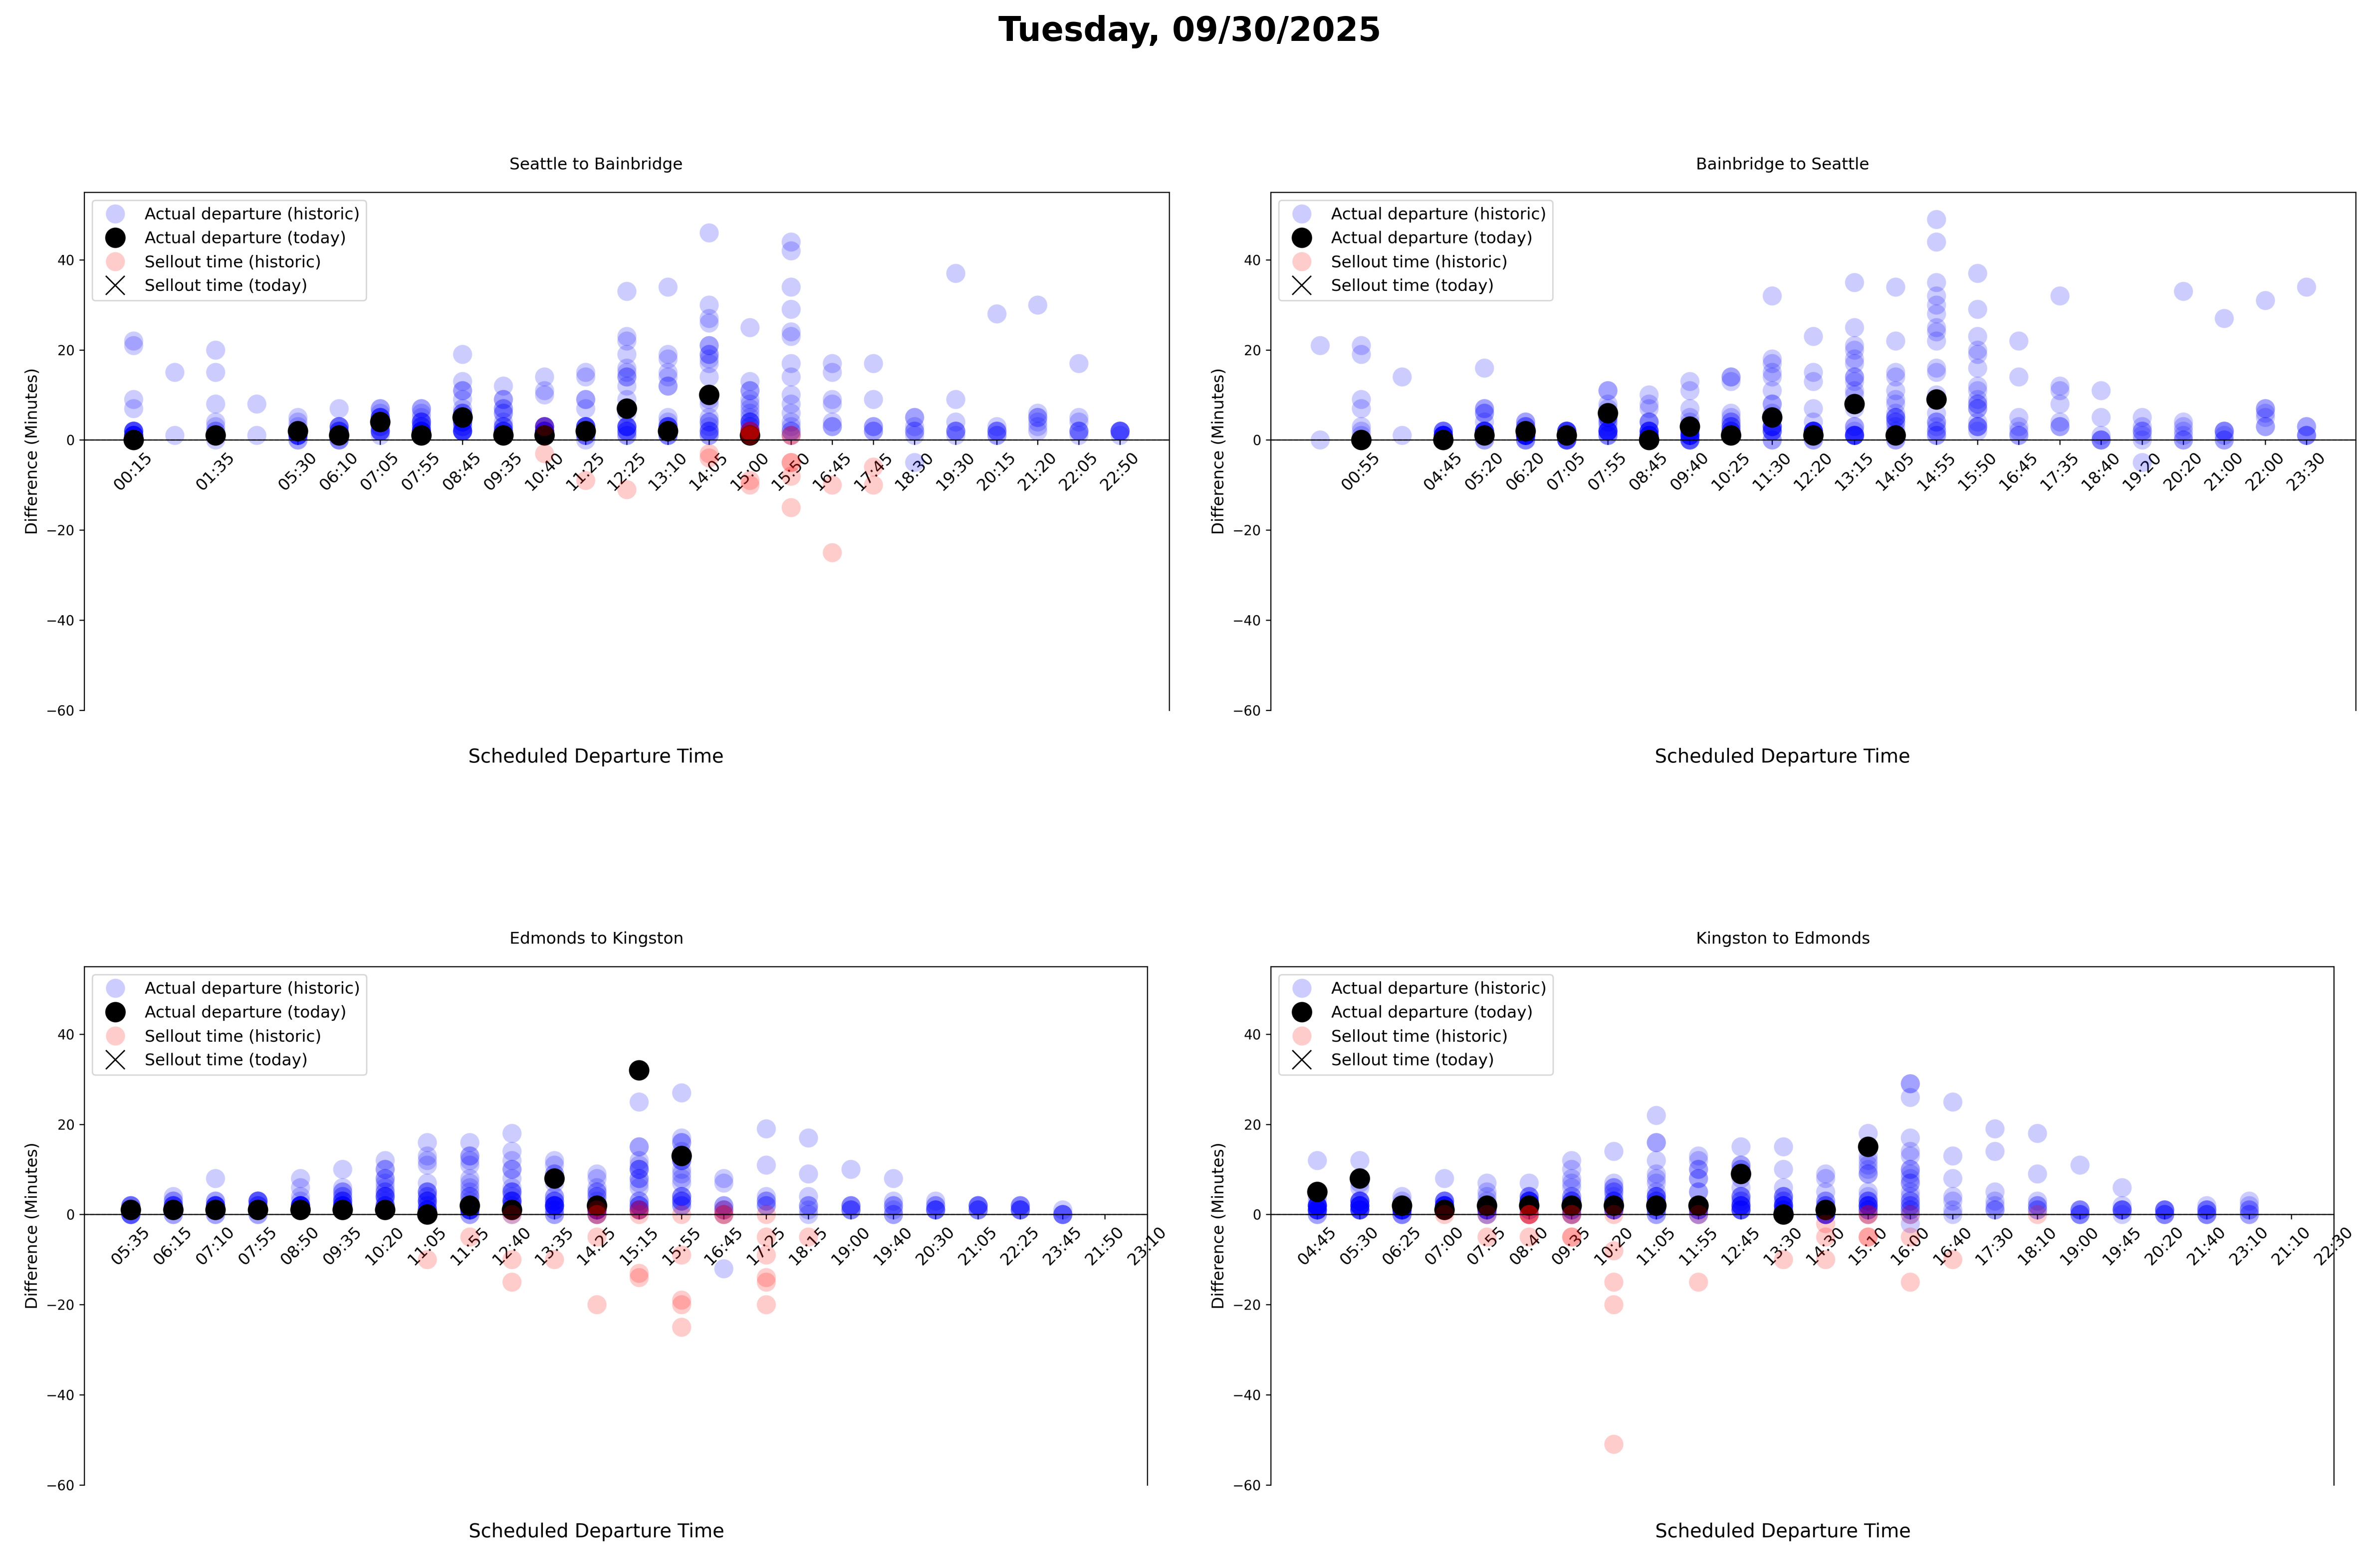 Tuesday, 09/30/2025
Seattle to Bainbridge
Actual departure (historic)
Actual departure (today)
Sellout time (historic)
Sellout time (today)
Difference (Minutes)
40
20
0
−20
−40
−60
00:15 01:35 05:30 06:10 07:05 07:55 08:45 09:35 10:40 11:25 12:25 13:10 14:05 15:00 15:50 16:45 17:45 18:30 19:30 20:15 21:20 22:05 22:50
Scheduled Departure Time
Bainbridge to Seattle
Actual departure (historic)
Actual departure (today)
Sellout time (historic)
Sellout time (today)
Difference (Minutes)
40
20
0
−20
−40
−60
00:55 04:45 05:20 06:20 07:05 07:55 08:45 09:40 10:25 11:30 12:20 13:15 14:05 14:55 15:50 16:45 17:35 18:40 19:20 20:20 21:00 22:00 23:30
Scheduled Departure Time
Edmonds to Kingston
Actual departure (historic)
Actual departure (today)
Sellout time (historic)
Sellout time (today)
Difference (Minutes)
40
20
0
−20
−40
−60
05:35 06:15 07:10 07:55 08:50 09:35 10:20 11:05 11:55 12:40 13:35 14:25 15:15 15:55 16:45 17:25 18:15 19:00 19:40 20:30 21:05 22:25 23:45 21:50 23:10
Scheduled Departure Time
Kingston to Edmonds
Actual departure (historic)
Actual departure (today)
Sellout time (historic)
Sellout time (today)
Difference (Minutes)
40
20
0
−20
−40
−60
04:45 05:30 06:25 07:00 07:55 08:40 09:35 10:20 11:05 11:55 12:45 13:30 14:30 15:10 16:00 16:40 17:30 18:10 19:00 19:45 20:20 21:40 23:10 21:10 22:30
Scheduled Departure Time